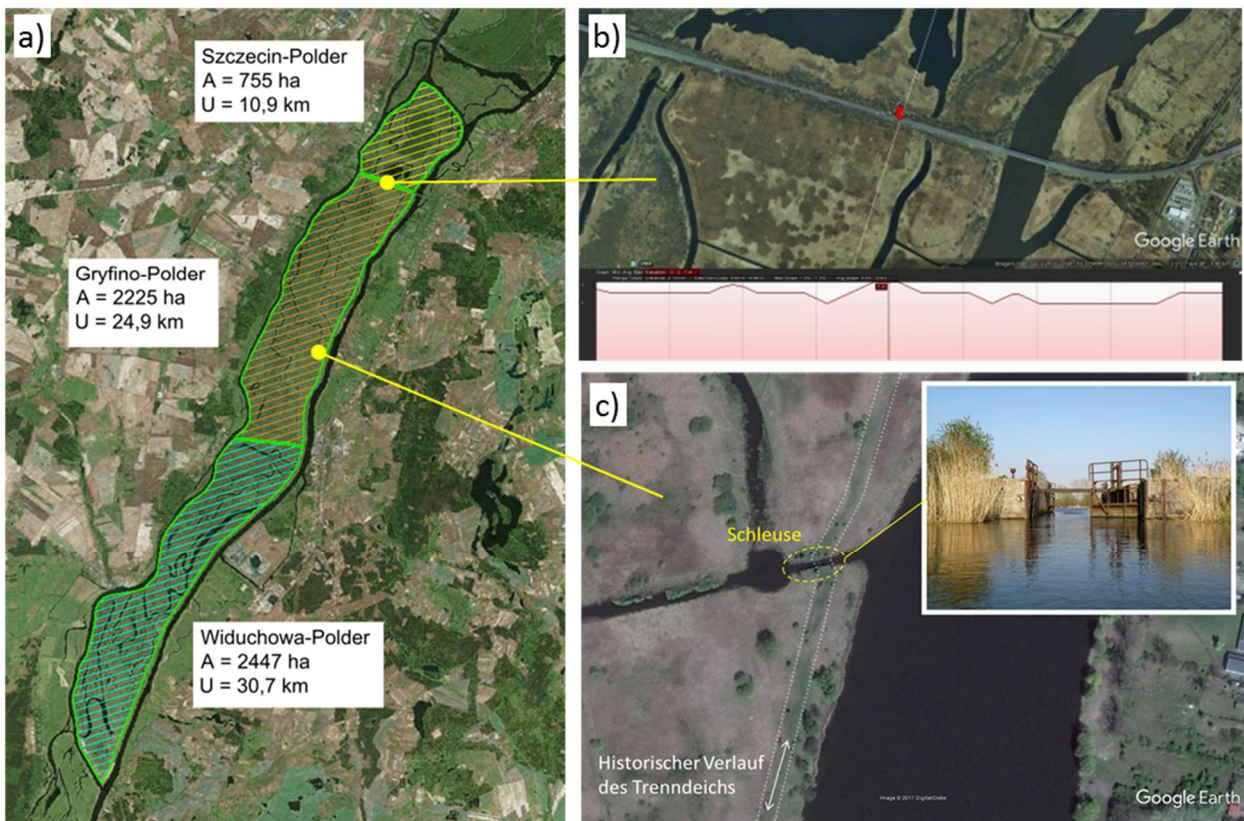 a)
Szczecin-Polder
A = 755 ha
U = 10,9 km
Gryfino-Polder
A = 2225 ha
U = 24,9 km
Widuchowa-Polder
A = 2447 ha
U = 30,7 km
b)
Google Earth
c)
Schleuse
Historischer Verlauf
des Trenndeichs
Image © 2017 DigitalGlobe
Google Earth